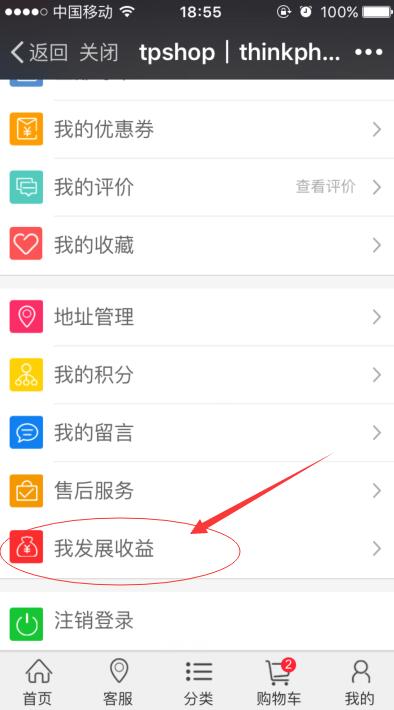 中国移动 18:55 100%
返回 关闭 tpshop｜thinkph...
我的优惠券
我的评价 查看评价
我的收藏
地址管理
我的积分
我的留言
售后服务
我发展收益
注销登录
2
首页 客服 分类 购物车 我的